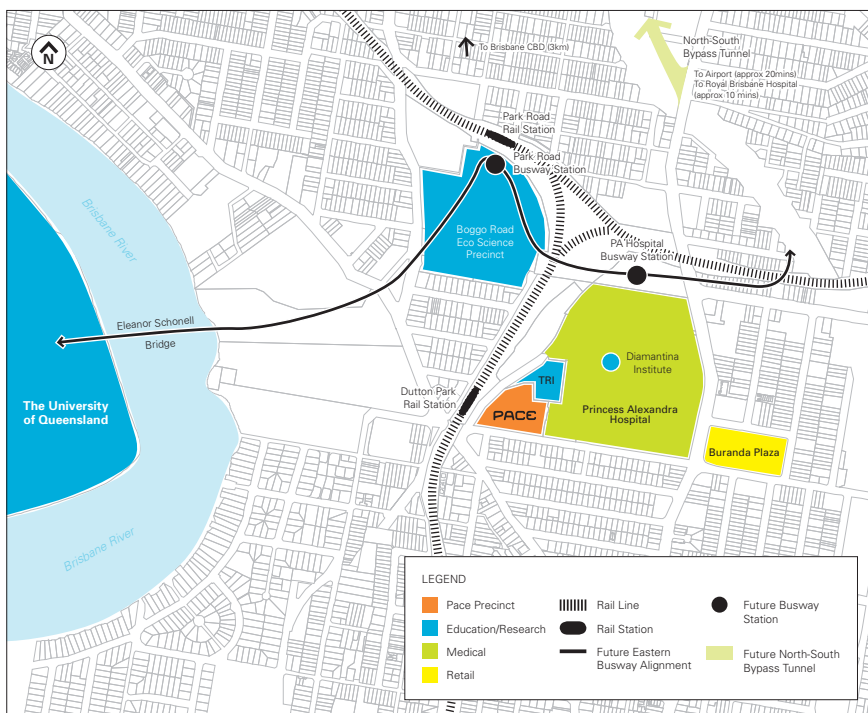 N
To Brisbane CBD (3km)
North-South
Bypass Tunnel
To Airport (approx 20mins)
To Royal Brisbane Hospital
(approx 10 mins)
Park Road
Rail Station
Park Road
Busway Station
Brisbane River
Boggo Road
Eco Science
Precinct
PA Hospital
Busway Station
Eleanor Schonell
Bridge
Diamantina
Institute
The University
of Queensland
Dutton Park
Rail Station
TRI
PACE
Princess Alexandra
Hospital
Buranda Plaza
Brisbane River
LEGEND
Pace Precinct
Education/Research
Medical
Retail
Rail Line
Rail Station
Future Eastern
Busway Alignment
Future Busway
Station
Future North-South
Bypass Tunnel